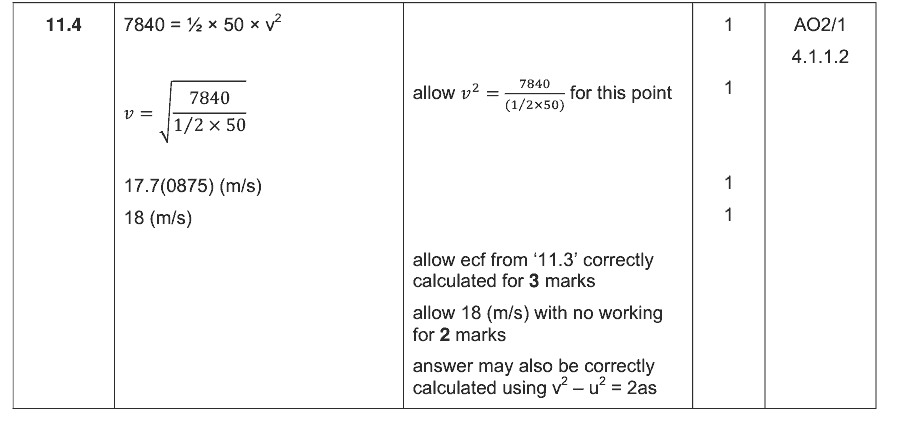 11.4
7840 = ½ × 50 × v²
1
AO2/1
4.1.1.2
v = √(7840 / (1/2 × 50))
allow v² = 7840 / (1/2×50) for this point
1
17.7(0875) (m/s)
1
18 (m/s)
1
allow ecf from ‘11.3’ correctly
calculated for 3 marks
allow 18 (m/s) with no working
for 2 marks
answer may also be correctly
calculated using v² – u² = 2as